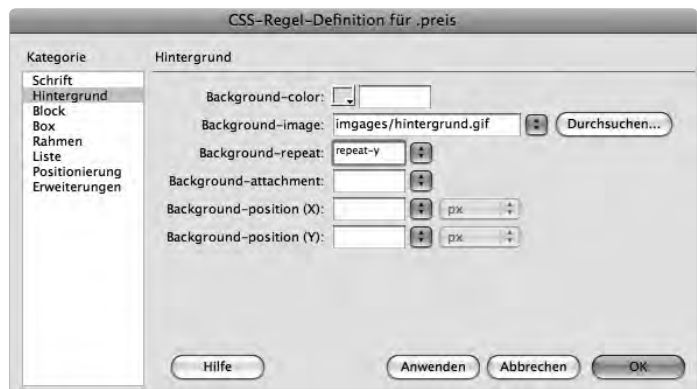 CSS-Regel-Definition für .preis
Kategorie
Schrift
Hintergrund
Block
Box
Rahmen
Liste
Positionierung
Erweiterungen
Hintergrund
Background-color:
Background-image: imgages/hintergrund.gif Durchsuchen...
Background-repeat: repeat-y
Background-attachment:
Background-position (X): px
Background-position (Y): px
Hilfe Anwenden Abbrechen OK